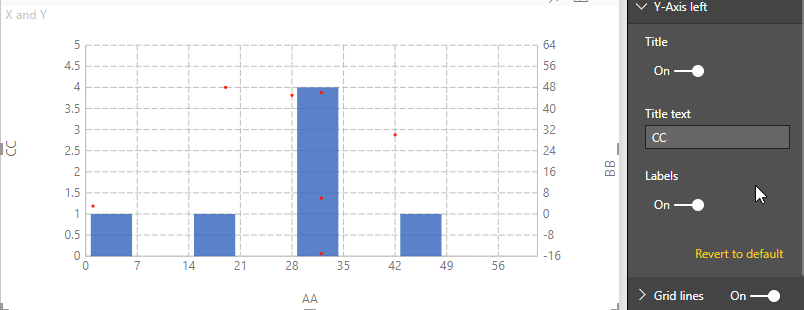 X and Y
5
4.5
4
3.5
3
2.5
2
1.5
1
0.5
0
CC
0 7 14 21 28 35 42 49 56
AA
64
56
48
40
32
24
16
8
0
-8
-16
BB
Y-Axis left
Title
On
Title text
CC
Labels
On
Revert to default
Grid lines On